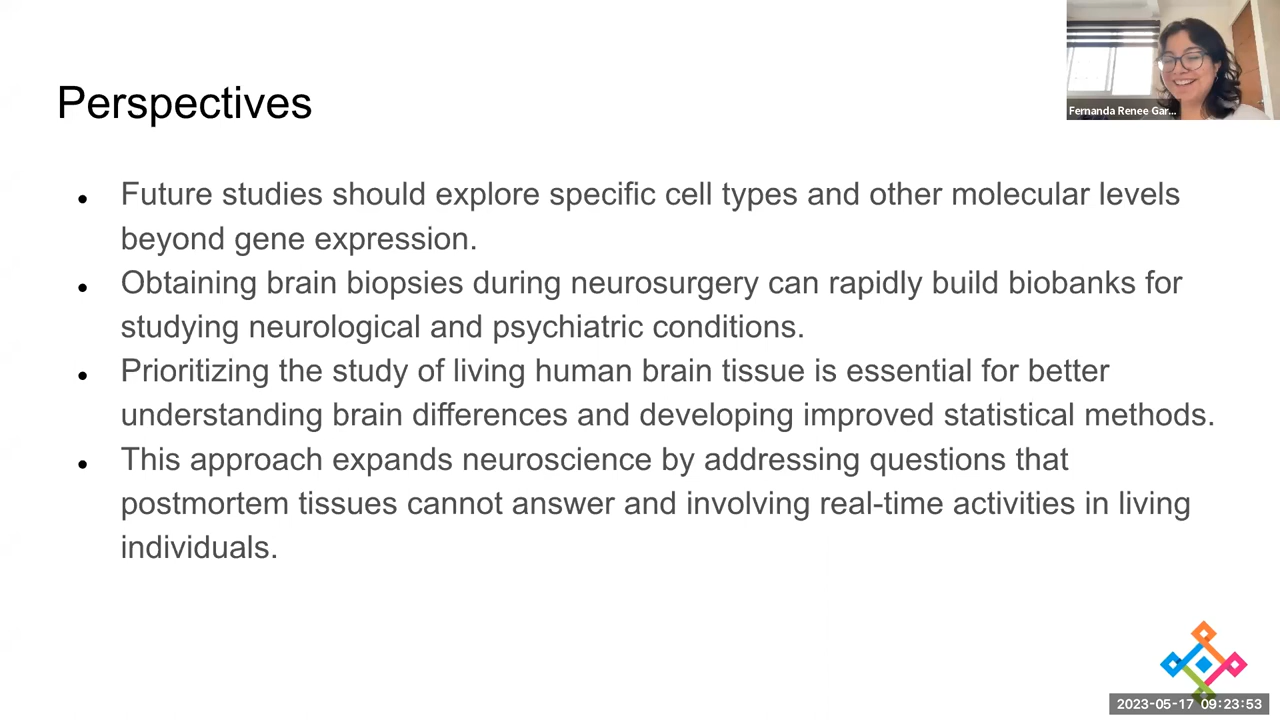 Perspectives
Fernanda Renee Gar...
● Future studies should explore specific cell types and other molecular levels
beyond gene expression.
● Obtaining brain biopsies during neurosurgery can rapidly build biobanks for
studying neurological and psychiatric conditions.
● Prioritizing the study of living human brain tissue is essential for better
understanding brain differences and developing improved statistical methods.
● This approach expands neuroscience by addressing questions that
postmortem tissues cannot answer and involving real-time activities in living
individuals.
2023-05-17 09:23:53